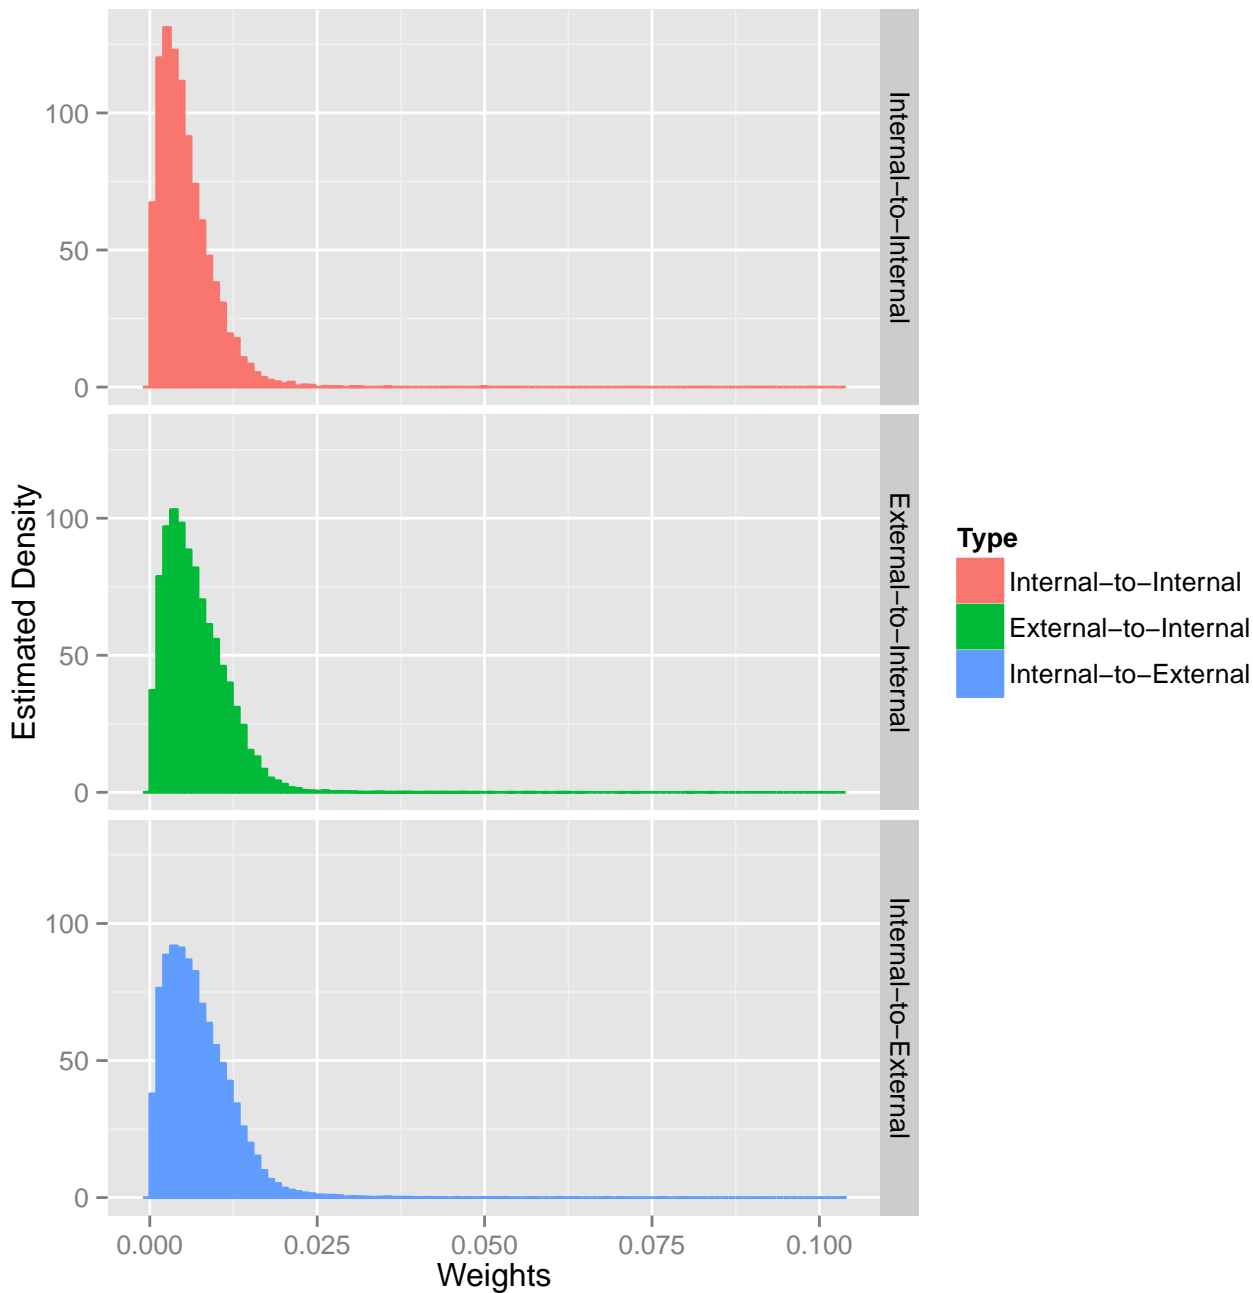 100
50
0
Internal−to−Internal
100
50
0
External−to−Internal
100
50
0
Internal−to−External
0.000
0.025
0.050
0.075
0.100
Weights
Estimated Density
Type
Internal−to−Internal
External−to−Internal
Internal−to−External